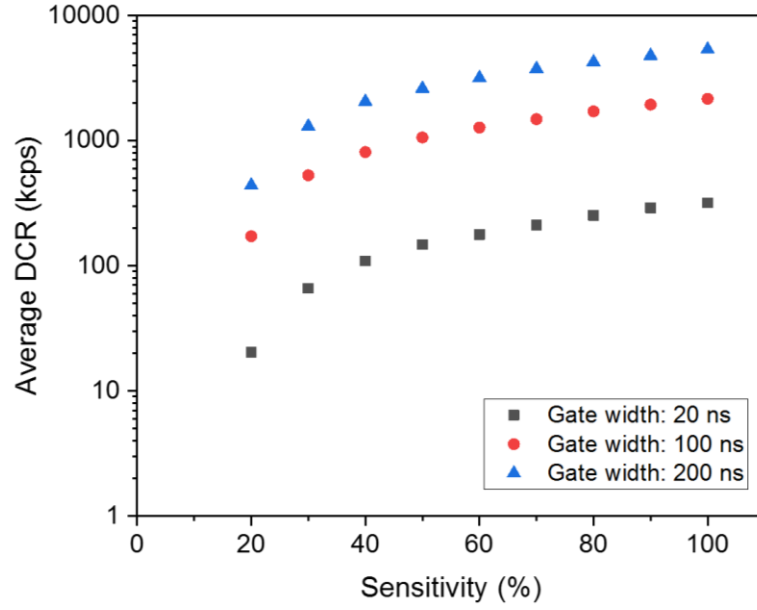 Average DCR (kcps)
10000
1000
100
10
1
0
20
40
60
80
100
Sensitivity (%)
Gate width: 20 ns
Gate width: 100 ns
Gate width: 200 ns